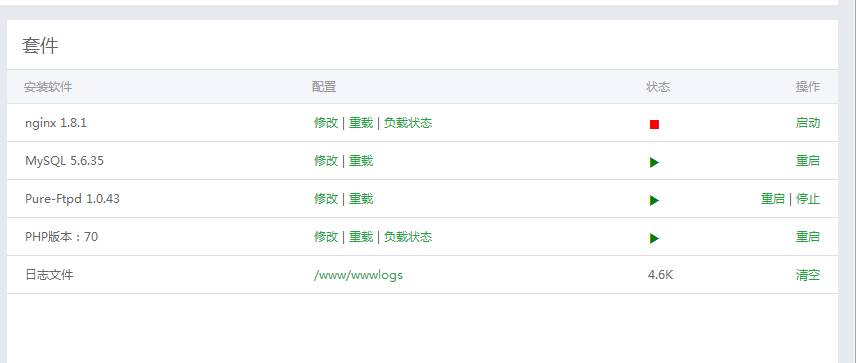 套件
安装软件 配置 状态 操作
nginx 1.8.1 修改 | 重载 | 负载状态 启动
MySQL 5.6.35 修改 | 重载 重启
Pure-Ftpd 1.0.43 修改 | 重载 重启 | 停止
PHP版本：70 修改 | 重载 | 负载状态 重启
日志文件 /www/wwwlogs 4.6K 清空